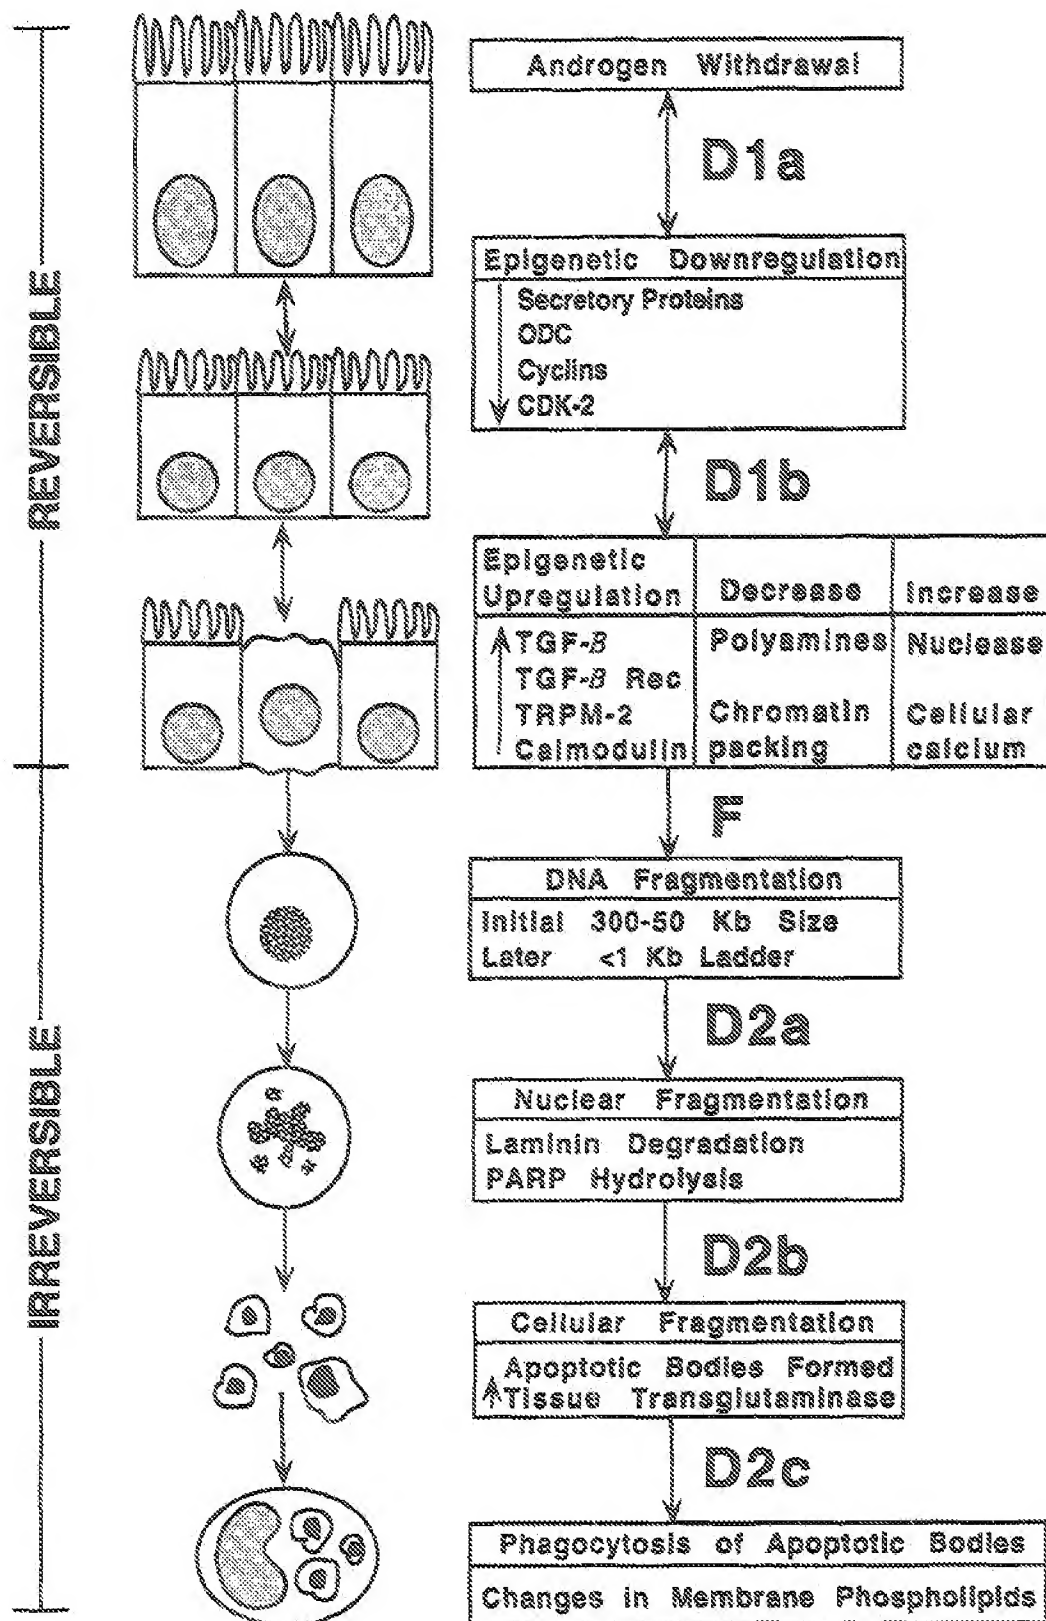 REVERSIBLE
IRREVERSIBLE
Androgen Withdrawal
D1a
Epigenetic Downregulation
Secretory Proteins
ODC
Cyclins
CDK-2
D1b
Epigenetic
Upregulation
TGF-B
TGF-B Rec
TRPM-2
Calmodulin
Decrease
Polyamines
Chromatin
packing
Increase
Nuclease
Cellular
calcium
F
DNA Fragmentation
Initial 300-50 Kb Size
Later <1 Kb Ladder
D2a
Nuclear Fragmentation
Laminin Degradation
PARP Hydrolysis
D2b
Cellular Fragmentation
Apoptotic Bodies Formed
Tissue Transglutaminase
D2c
Phagocytosis of Apoptotic Bodies
Changes in Membrane Phospholipids